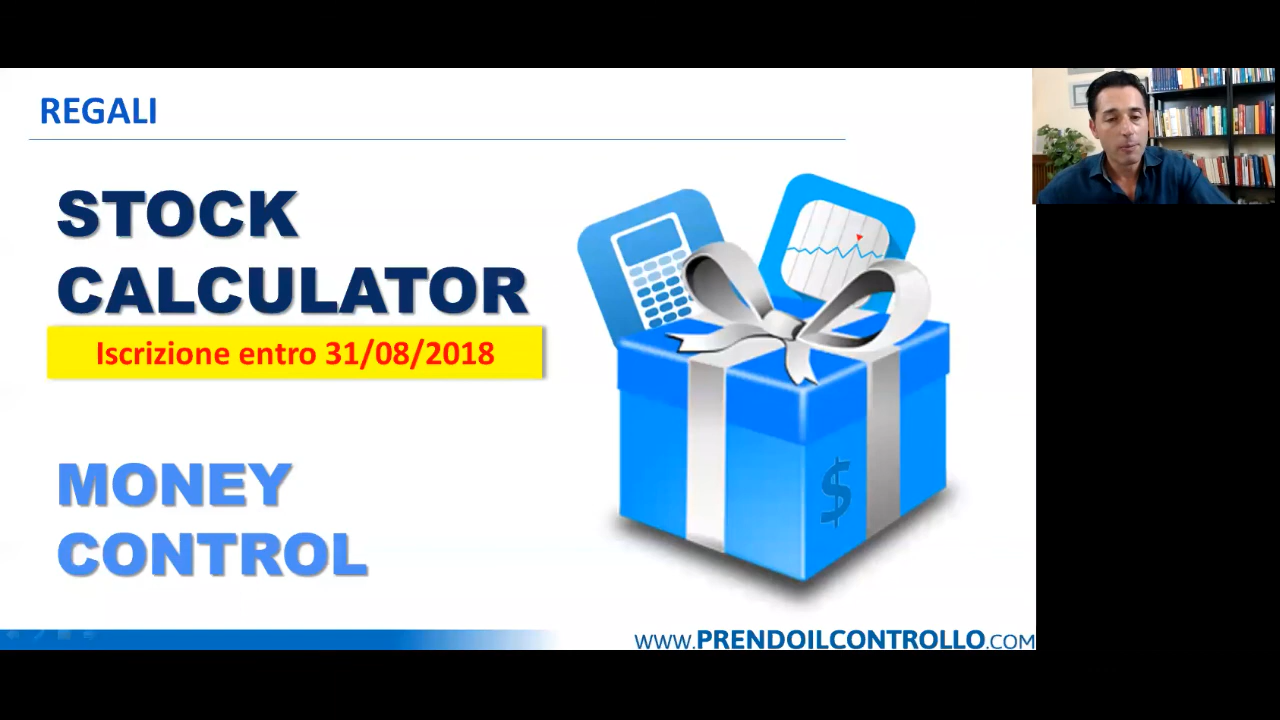 REGALI
STOCK
CALCULATOR
Iscrizione entro 31/08/2018
MONEY
CONTROL
$
WWW.PRENDOILCONTROLLO.COM